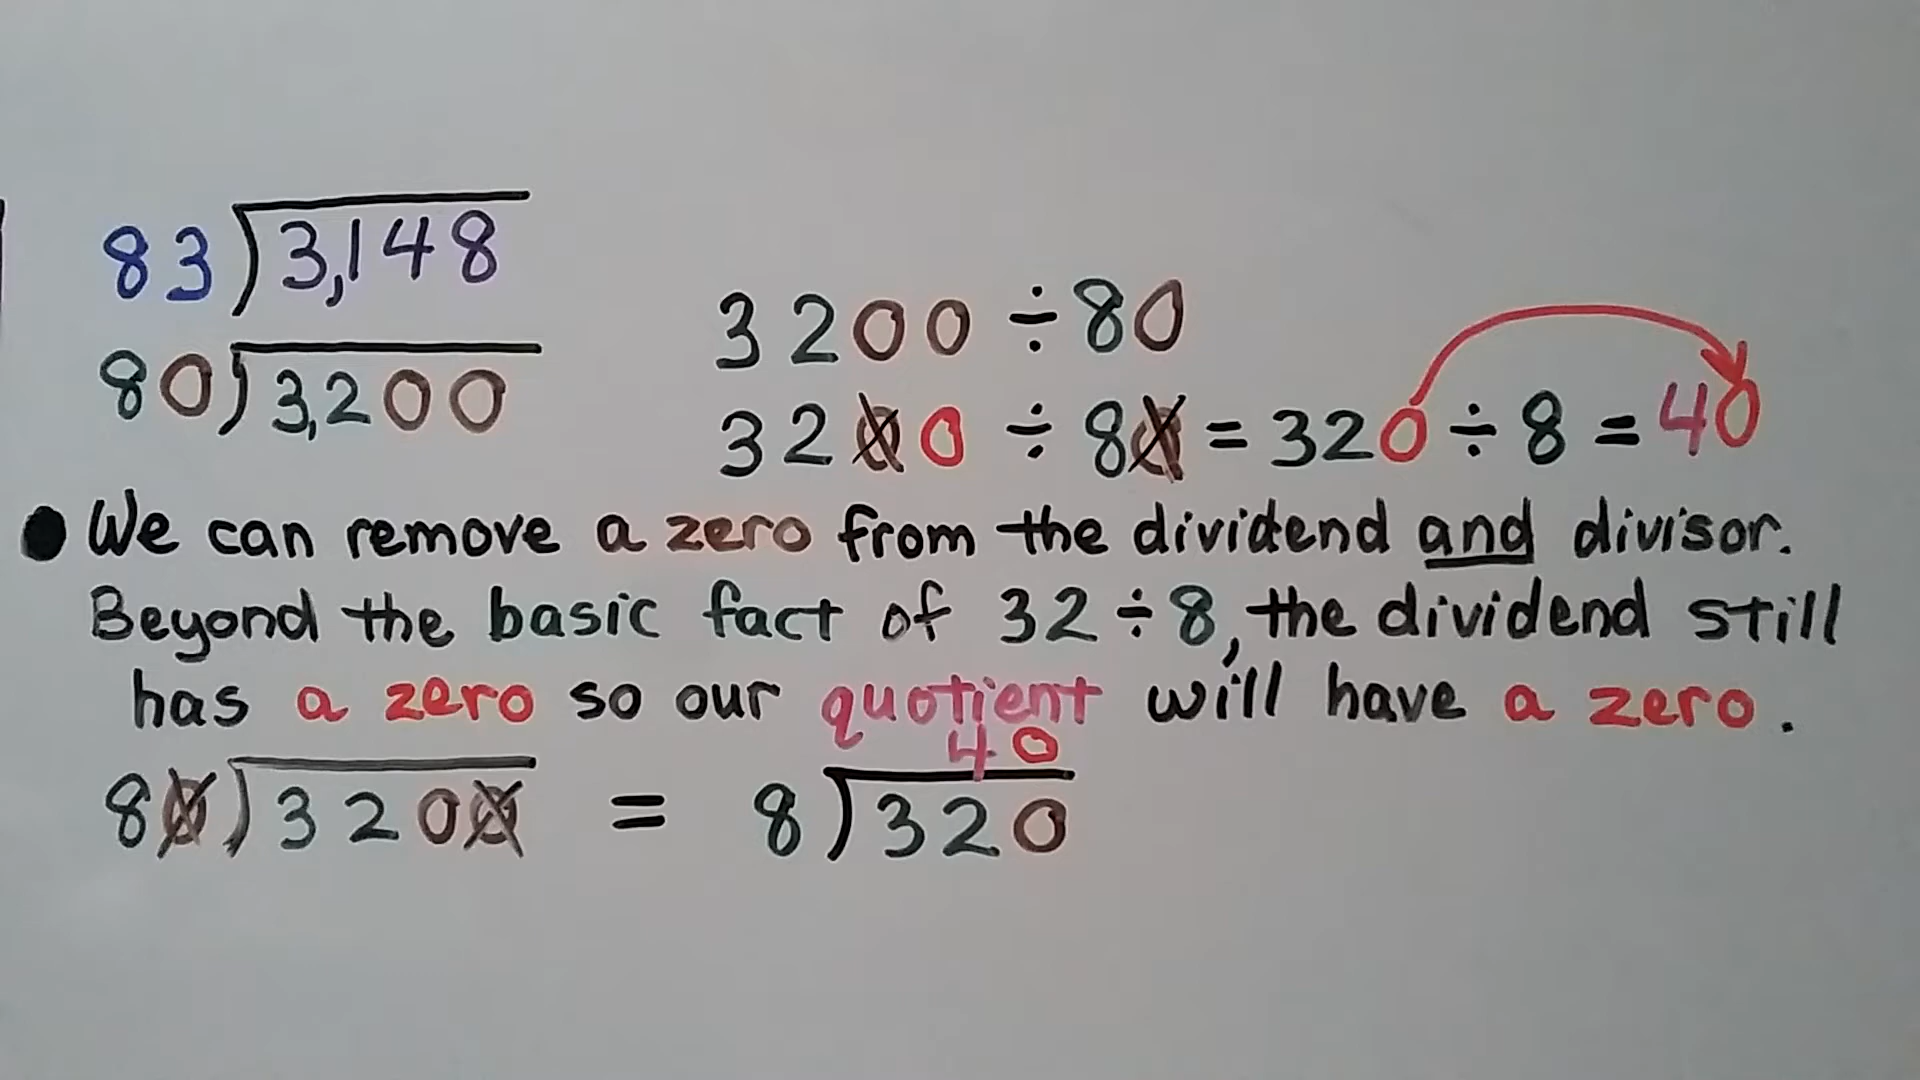 83)3,148
80)3,200
3200 ÷ 80
3200 ÷ 80 = 320 ÷ 8 = 40
● We can remove a zero from the dividend and divisor.
Beyond the basic fact of 32 ÷ 8, the dividend still
has a zero so our quotient will have a zero.
40
80)3200 = 8)320